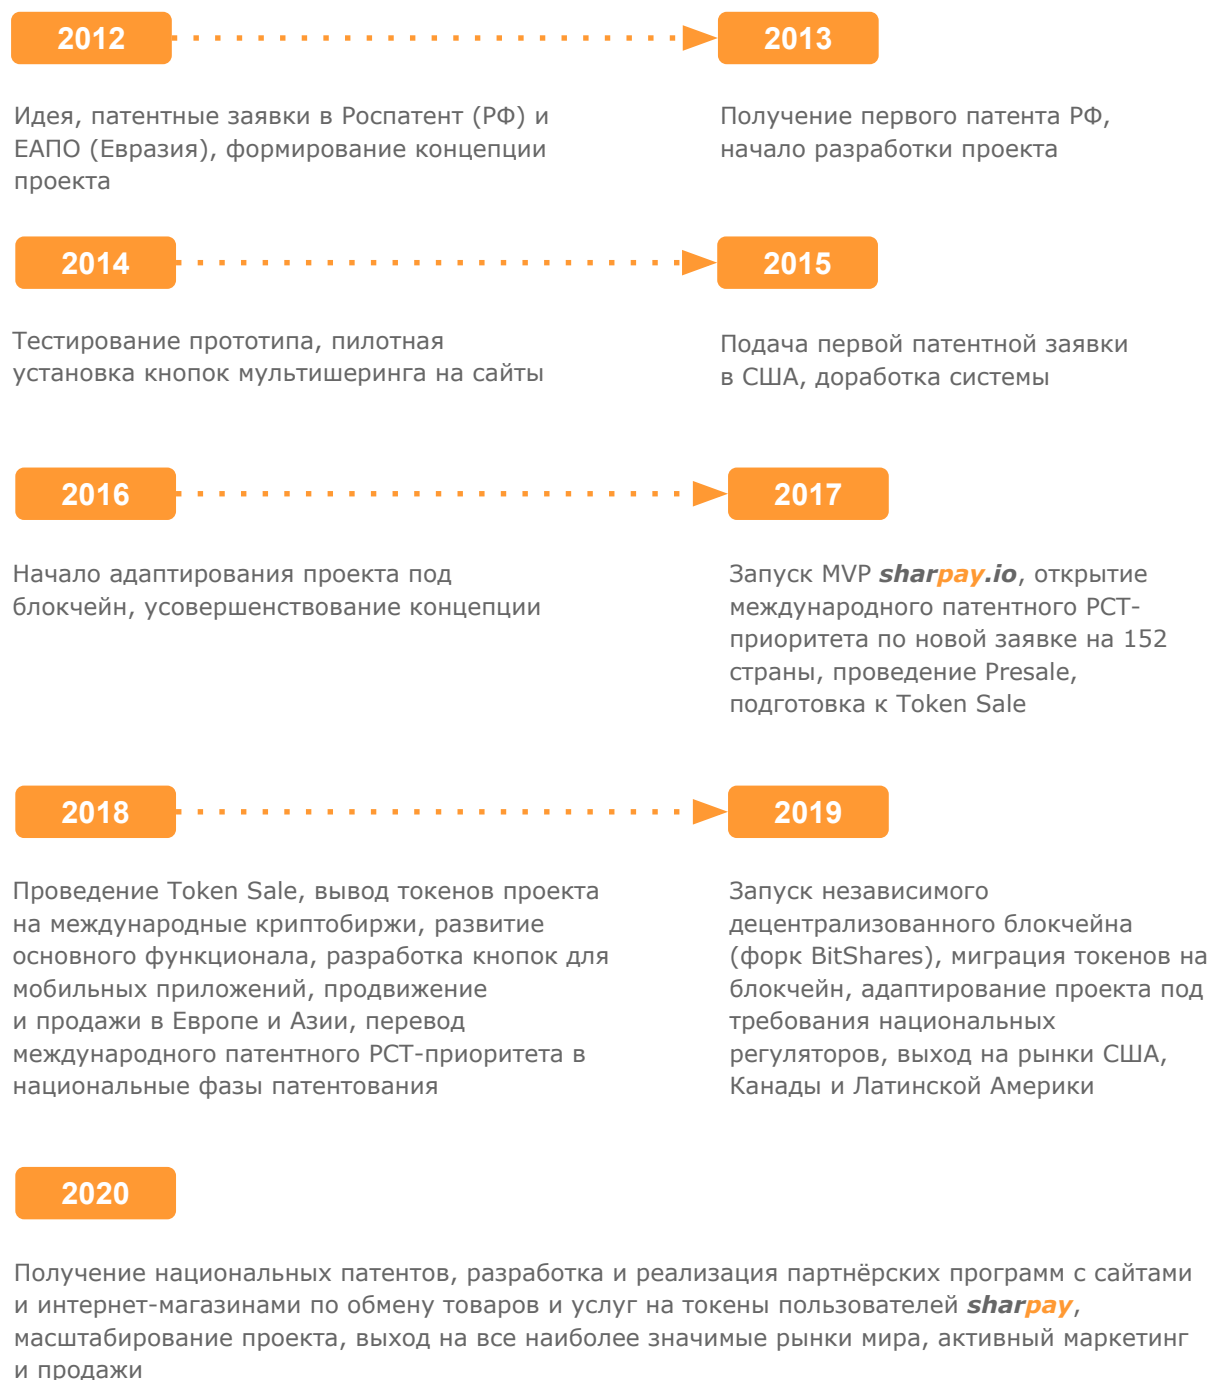 2012
2013
Идея, патентные заявки в Роспатент (РФ) и
ЕАПО (Евразия), формирование концепции
проекта
Получение первого патента РФ,
начало разработки проекта
2014
2015
Тестирование прототипа, пилотная
установка кнопок мультишеринга на сайты
Подача первой патентной заявки
в США, доработка системы
2016
2017
Начало адаптирования проекта под
блокчейн, усовершенствование концепции
Запуск MVP sharpay.io, открытие
международного патентного PCT-
приоритета по новой заявке на 152
страны, проведение Presale,
подготовка к Token Sale
2018
2019
Проведение Token Sale, вывод токенов проекта
на международные криптобиржи, развитие
основного функционала, разработка кнопок для
мобильных приложений, продвижение
и продажи в Европе и Азии, перевод
международного патентного PCT-приоритета в
национальные фазы патентования
Запуск независимого
децентрализованного блокчейна
(форк BitShares), миграция токенов на
блокчейн, адаптирование проекта под
требования национальных
регуляторов, выход на рынки США,
Канады и Латинской Америки
2020
Получение национальных патентов, разработка и реализация партнёрских программ с сайтами
и интернет-магазинами по обмену товаров и услуг на токены пользователей sharpay,
масштабирование проекта, выход на все наиболее значимые рынки мира, активный маркетинг
и продажи